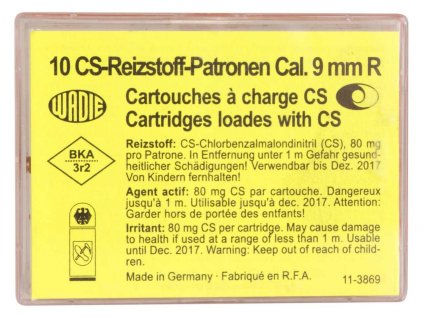 10 CS-Reizstoff-Patronen Cal. 9 mm R
WADIE
Cartouches à charge CS
Cartridges loades with CS
BKA
3r2
Reizstoff: CS-Chlorbenzalmalondinitril (CS), 80 mg
pro Patrone. In Entfernung unter 1 m Gefahr gesund-
heitlicher Schädigungen! Verwendbar bis Dez. 2017
Von Kindern fernhalten!
Agent actif: 80 mg CS par cartouche. Dangereux
jusqu'à 1 m. Utilisable jusqu'à dec. 2017. Attention:
Garder hors de portée des enfants!
Irritant: 80 mg CS per cartridge. May cause damage
to health if used at a range of less than 1 m. Usable
until Dec. 2017. Warning: Keep out of reach of child-
ren.
Made in Germany · Fabriqué en R.F.A.
11-3869